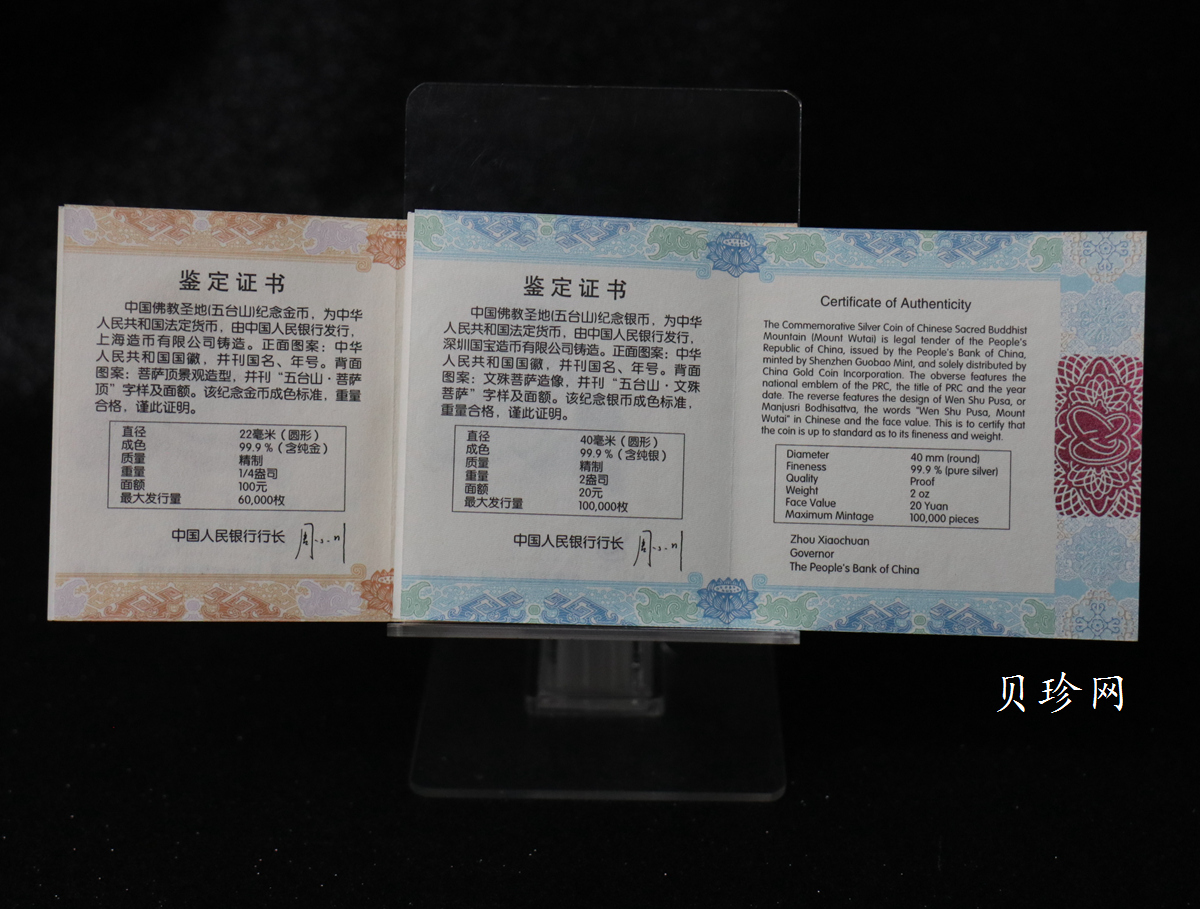 鉴定证书
中国佛教圣地(五台山)纪念金币，为中华
人民共和国法定货币，由中国人民银行发行，
上海造币有限公司铸造。正面图案：中华
人民共和国国徽，并刊国名、年号。背面
图案：菩萨顶景观造型，并刊“五台山·菩萨
顶”字样及面额。该纪念金币成色标准，重量
合格，谨此证明。
直径 22毫米（圆形）
成色 99.9％（含纯金）
质量 精制
重量 1/4盎司
面额 100元
最大发行量 60,000枚
中国人民银行行长
鉴定证书
中国佛教圣地(五台山)纪念银币，为中华
人民共和国法定货币，由中国人民银行发行，
深圳国宝造币有限公司铸造。正面图案：中华
人民共和国国徽，并刊国名、年号。背面
图案：文殊菩萨造像，并刊“五台山·文殊
菩萨”字样及面额。该纪念银币成色标准，
重量合格，谨此证明。
直径 40毫米（圆形）
成色 99.9％（含纯银）
质量 精制
重量 2盎司
面额 20元
最大发行量 100,000枚
中国人民银行行长
Certificate of Authenticity
The Commemorative Silver Coin of Chinese Sacred Buddhist
Mountain (Mount Wutai) is legal tender of the People's
Republic of China, issued by the People's Bank of China,
minted by Shenzhen Guobao Mint, and solely distributed by
China Gold Coin Incorporation. The obverse features the
national emblem of the PRC, the title of PRC and the year
date. The reverse features the design of Wen Shu Pusa, or
Manjusri Bodhisattva, the words "Wen Shu Pusa, Mount
Wutai" in Chinese and the face value. This is to certify that
the coin is up to standard as to its fineness and weight.
Diameter 40 mm (round)
Fineness 99.9 % (pure silver)
Quality Proof
Weight 2 oz
Face Value 20 Yuan
Maximum Mintage 100,000 pieces
Zhou Xiaochuan
Governor
The People's Bank of China
贝珍网